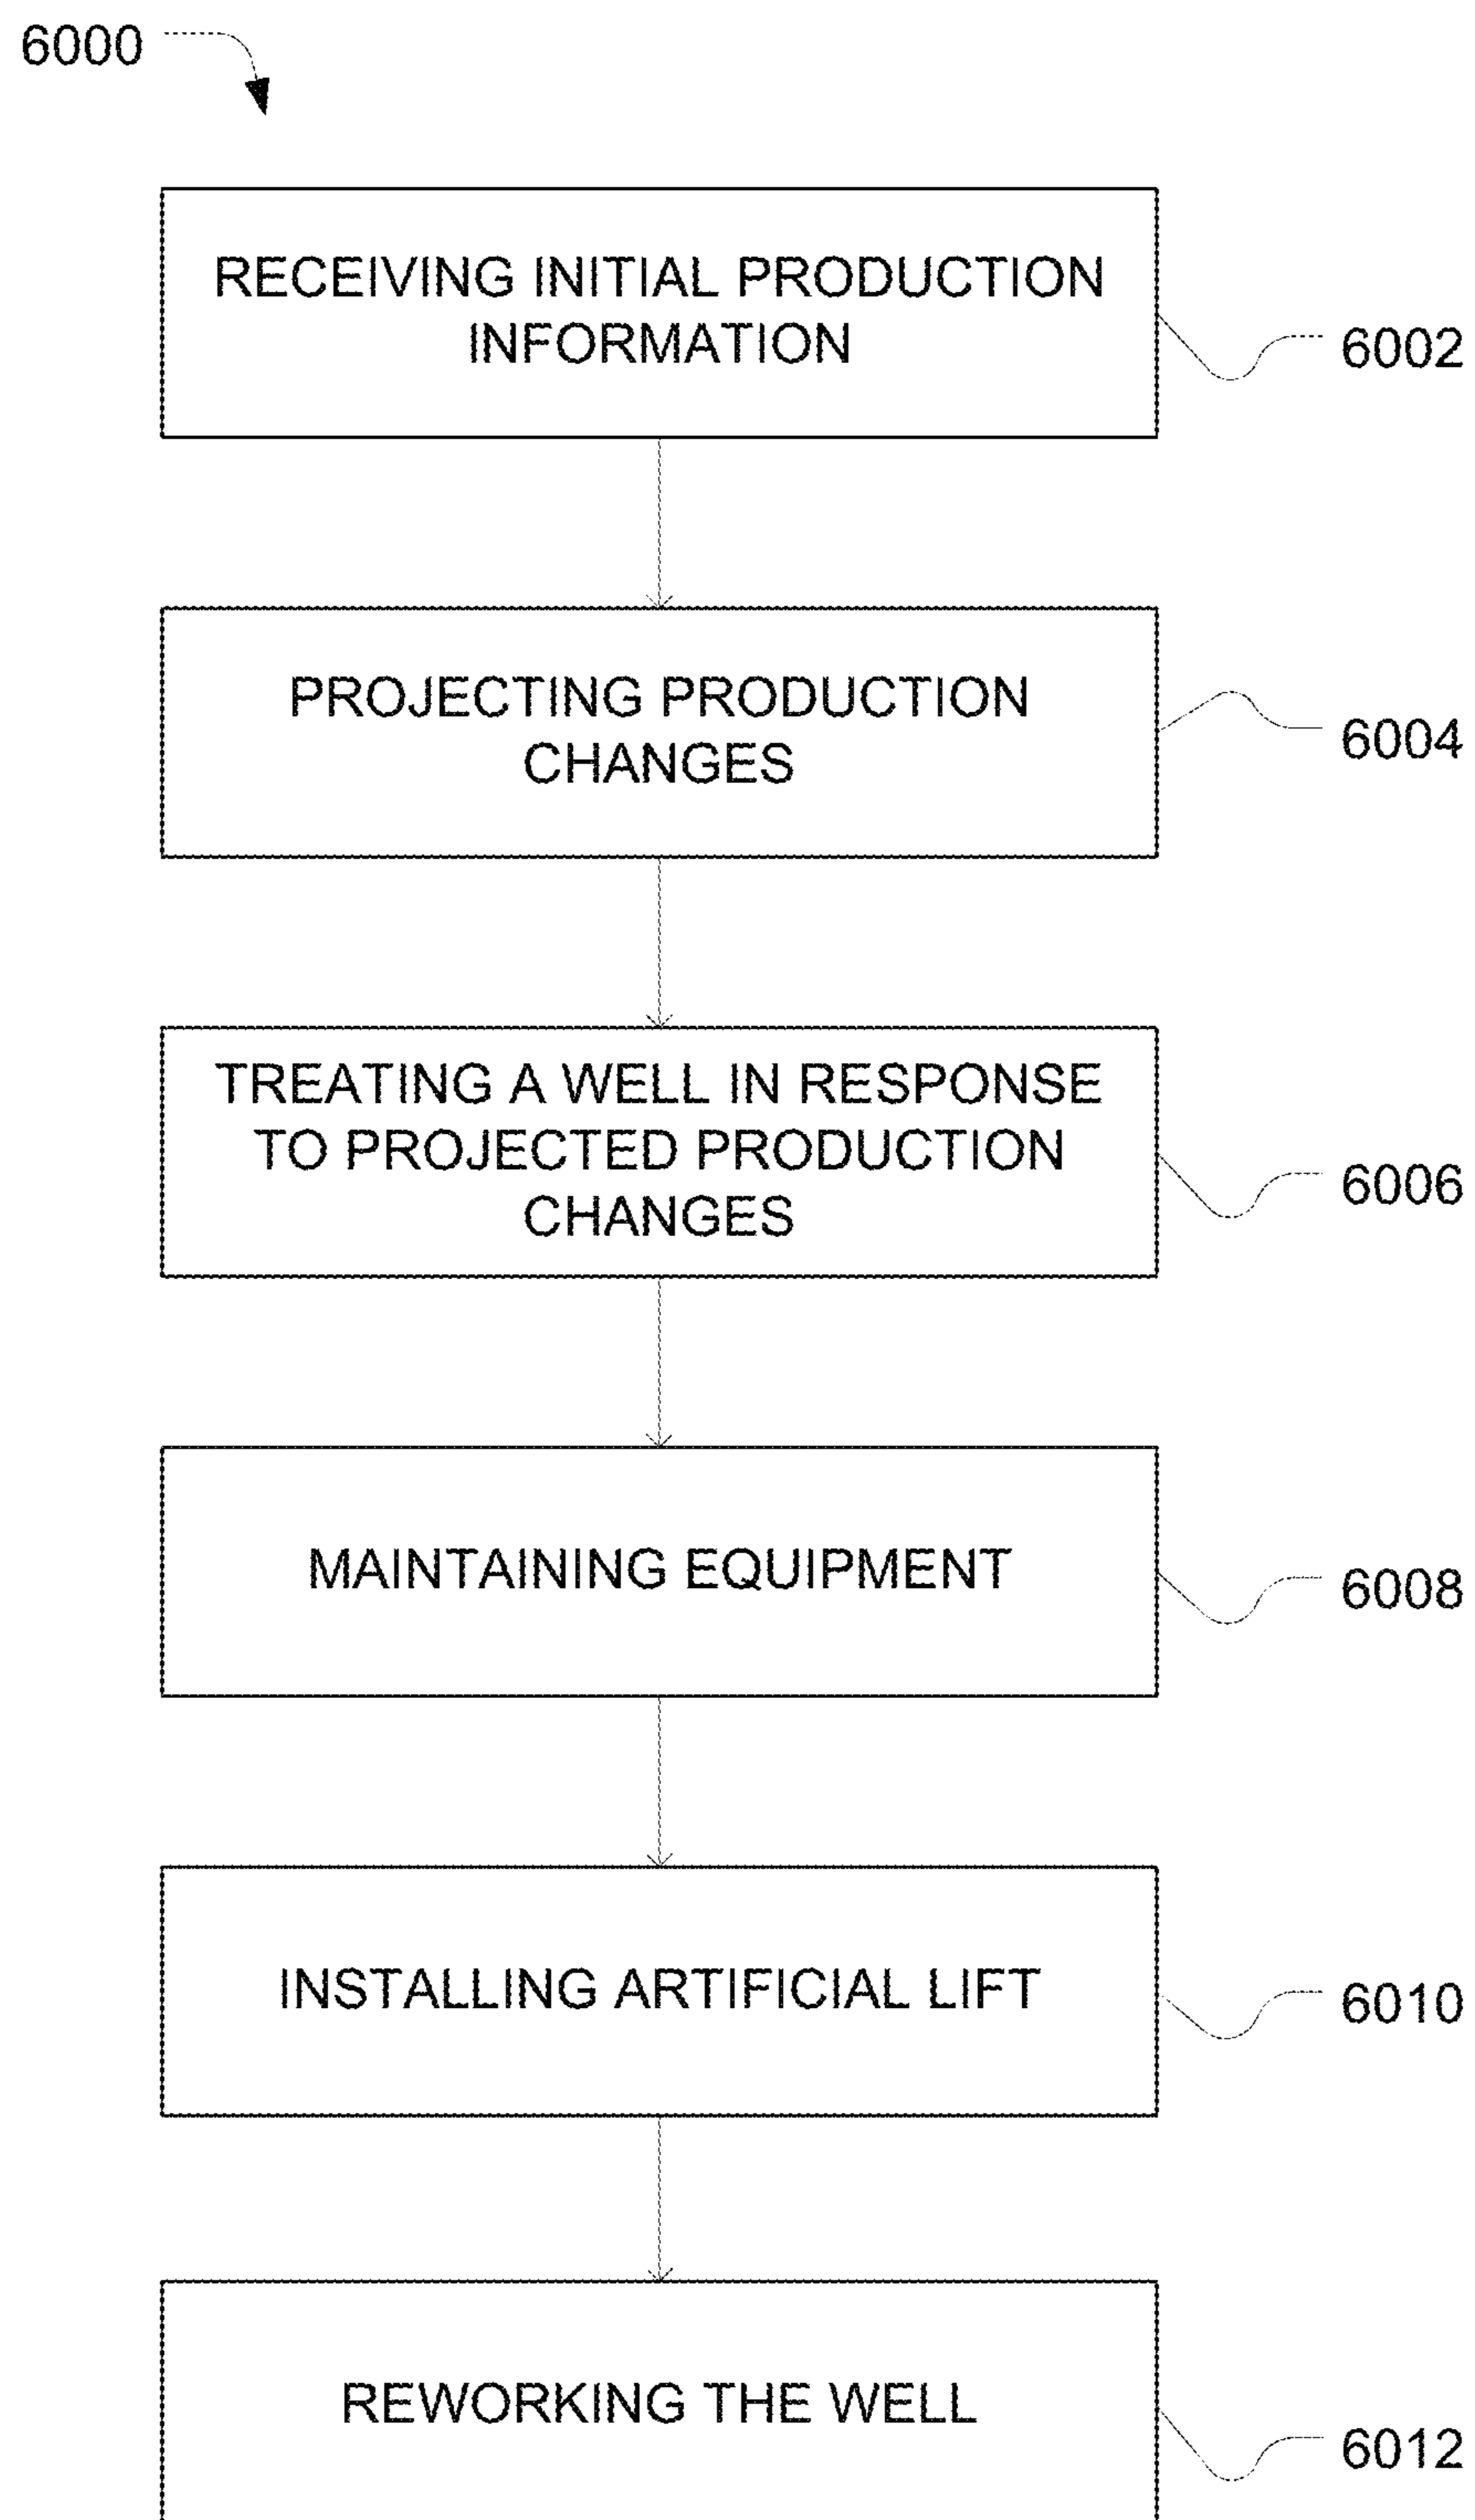 6000
RECEIVING INITIAL PRODUCTION
INFORMATION
6002
PROJECTING PRODUCTION
CHANGES
6004
TREATING A WELL IN RESPONSE
TO PROJECTED PRODUCTION
CHANGES
6006
MAINTAINING EQUIPMENT
6008
INSTALLING ARTIFICIAL LIFT
6010
REWORKING THE WELL
6012